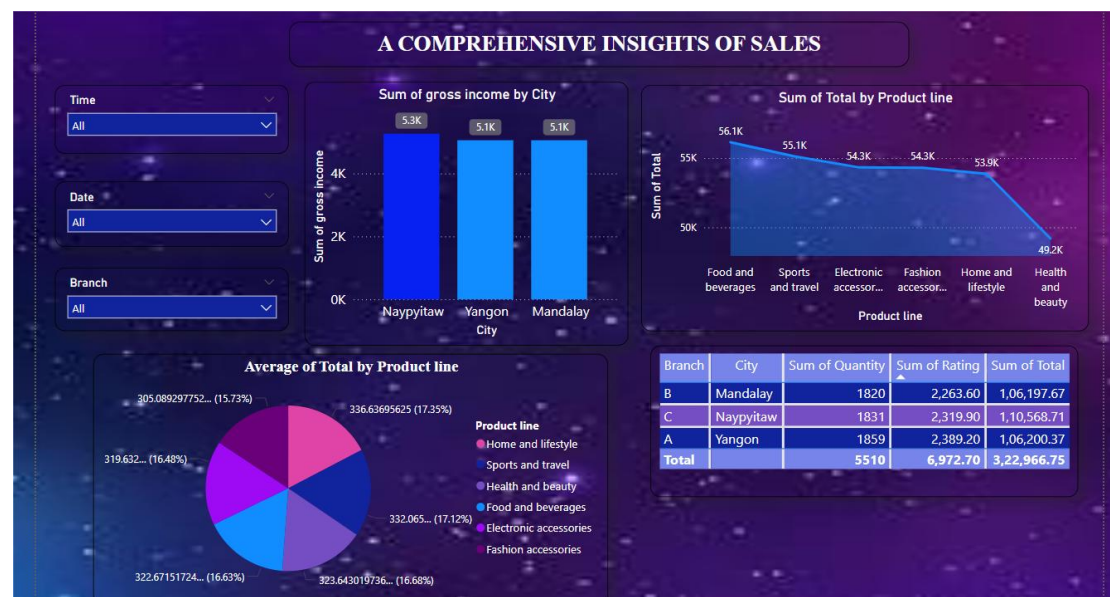 A COMPREHENSIVE INSIGHTS OF SALES
Time
All
Date
All
Branch
All
Sum of gross income by City
Sum of gross income
4K
2K
0K
5.3K
5.1K
5.1K
Naypyitaw
Yangon
Mandalay
City
Sum of Total by Product line
Sum of Total
55K
50K
56.1K
55.1K
54.3K
54.3K
53.9K
49.2K
Food and
beverages
Sports
and travel
Electronic
accessor...
Fashion
accessor...
Home and
lifestyle
Health
and
beauty
Product line
Average of Total by Product line
305.089297752... (15.73%)
336.63695625 (17.35%)
319.632... (16.48%)
332.065... (17.12%)
322.67151724... (16.63%)
323.643019736... (16.68%)
Product line
Home and lifestyle
Sports and travel
Health and beauty
Food and beverages
Electronic accessories
Fashion accessories
Branch City Sum of Quantity Sum of Rating Sum of Total
B Mandalay 1820 2,263.60 1,06,197.67
C Naypyitaw 1831 2,319.90 1,10,568.71
A Yangon 1859 2,389.20 1,06,200.37
Total 5510 6,972.70 3,22,966.75